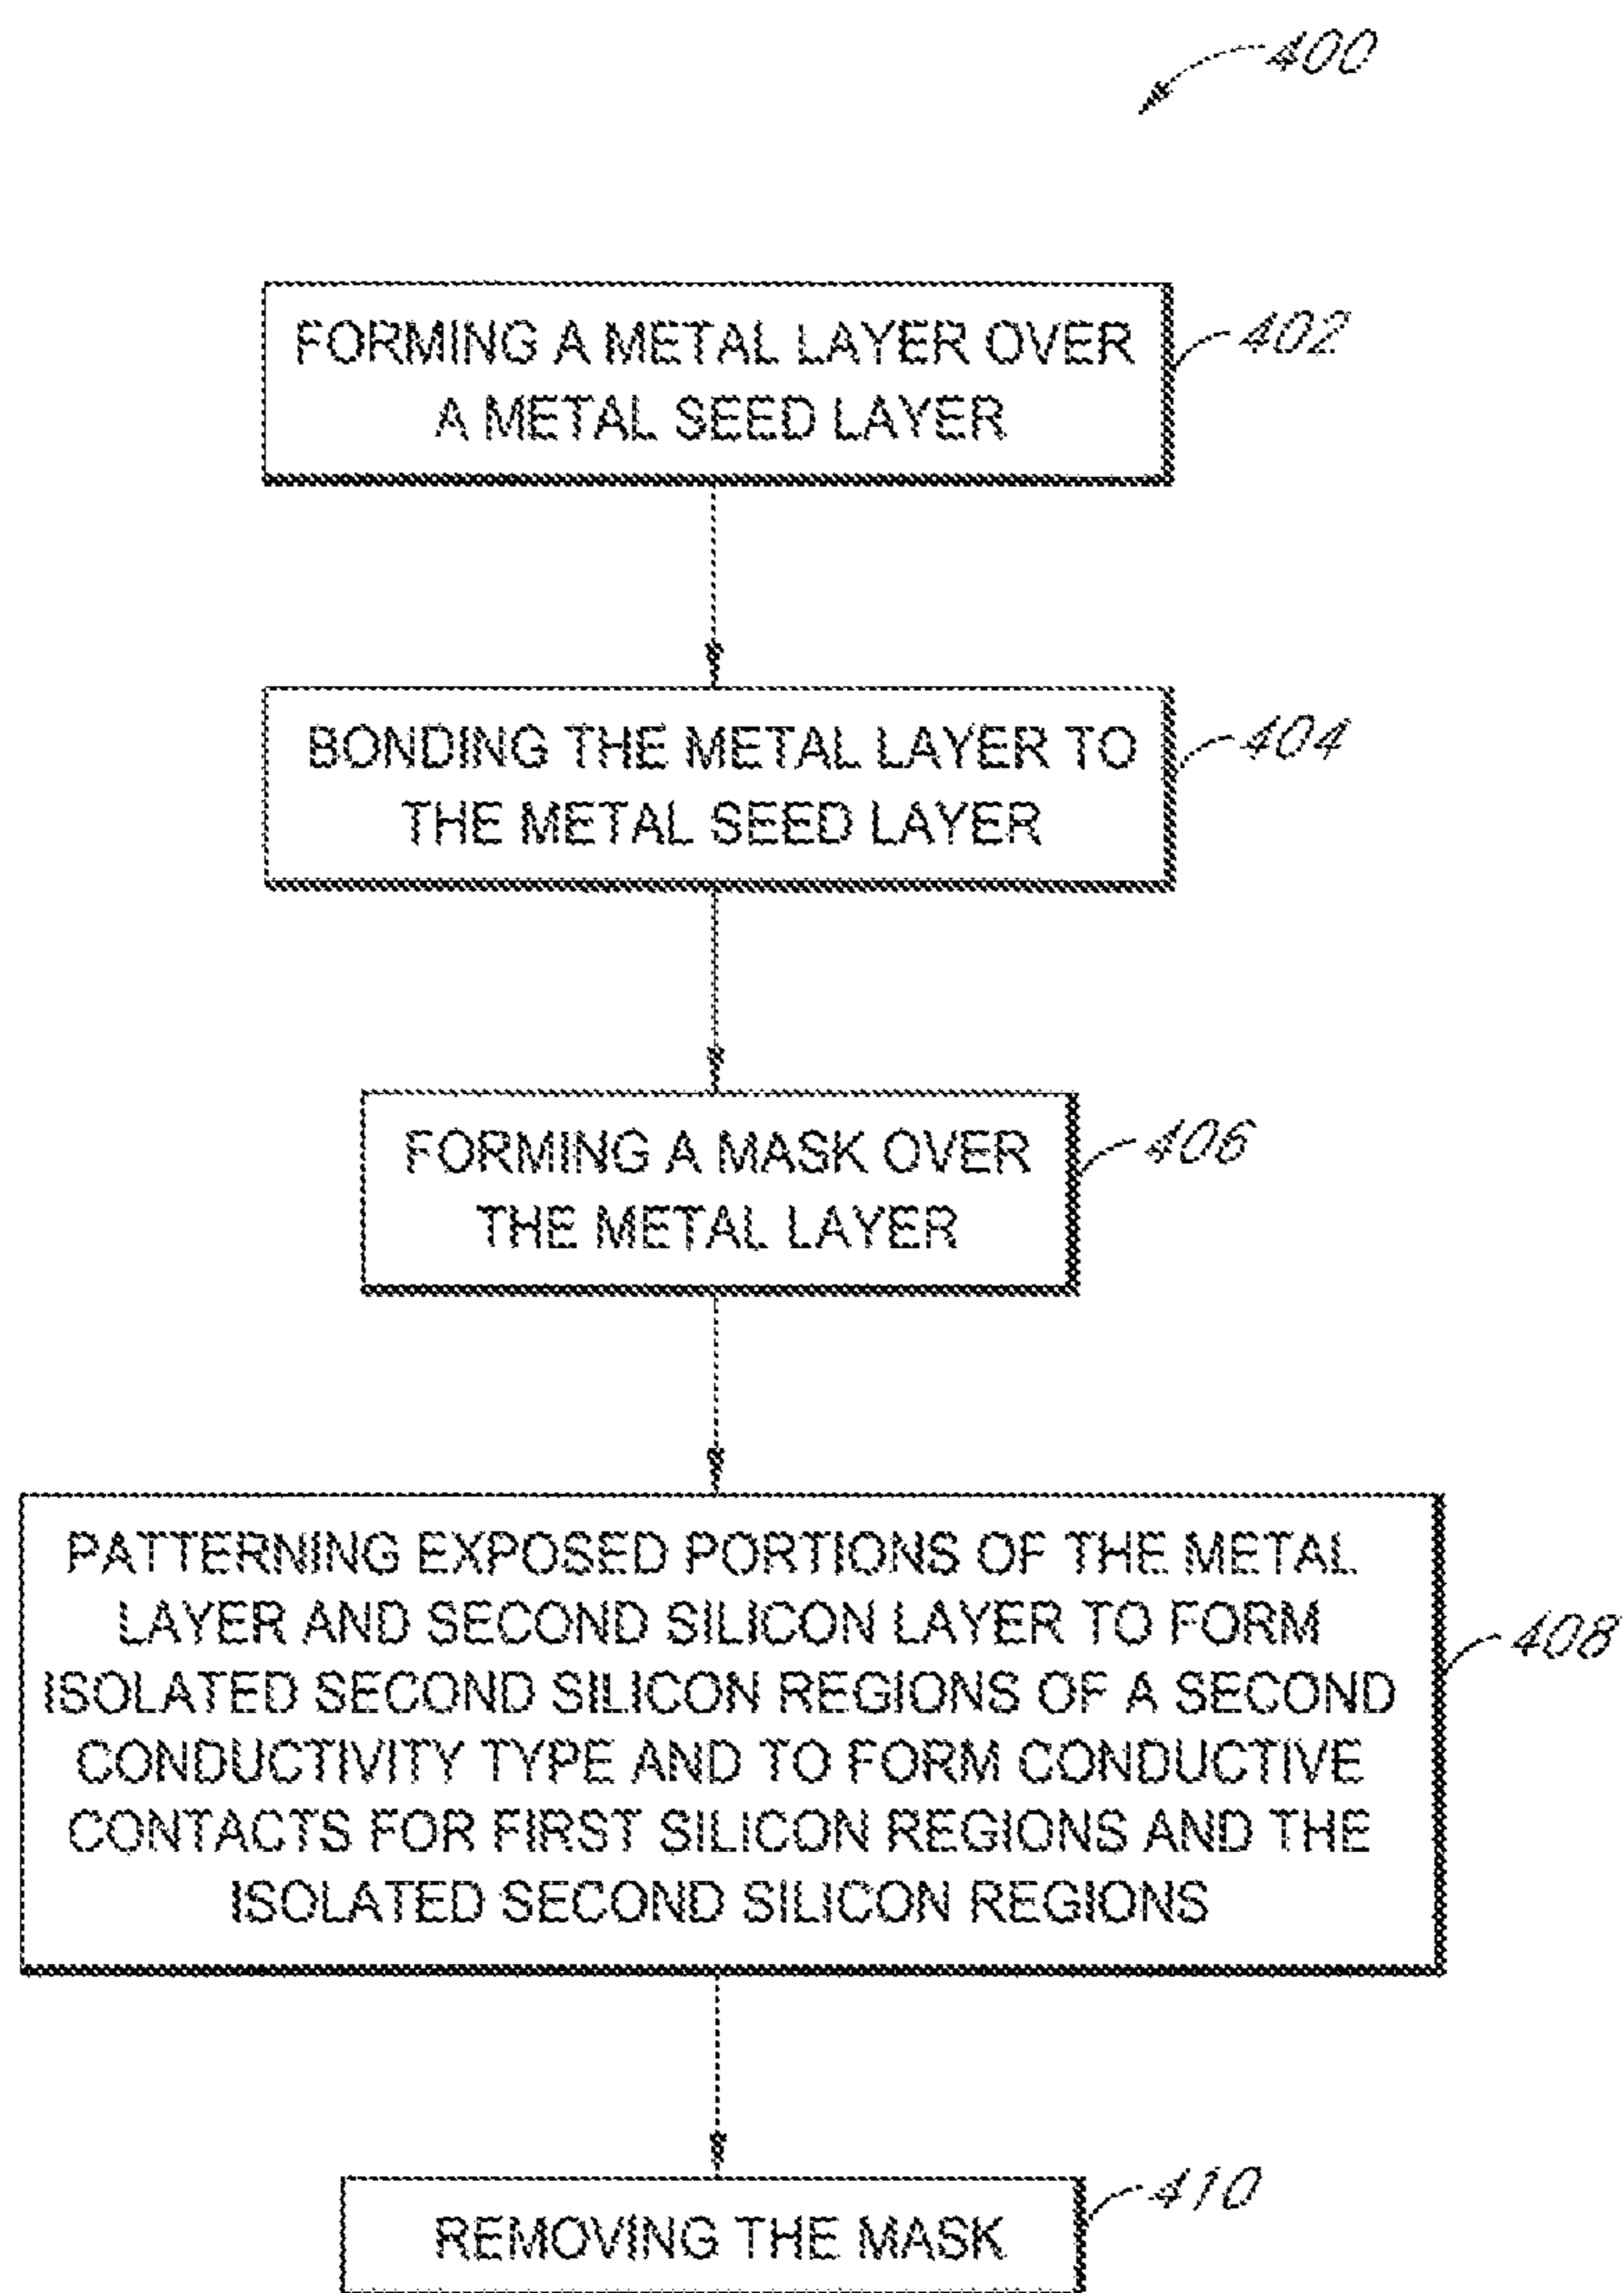 400
FORMING A METAL LAYER OVER
A METAL SEED LAYER
402
BONDING THE METAL LAYER TO
THE METAL SEED LAYER
404
FORMING A MASK OVER
THE METAL LAYER
406
PATTERNING EXPOSED PORTIONS OF THE METAL
LAYER AND SECOND SILICON LAYER TO FORM
ISOLATED SECOND SILICON REGIONS OF A SECOND
CONDUCTIVITY TYPE AND TO FORM CONDUCTIVE
CONTACTS FOR FIRST SILICON REGIONS AND THE
ISOLATED SECOND SILICON REGIONS
408
REMOVING THE MASK
410